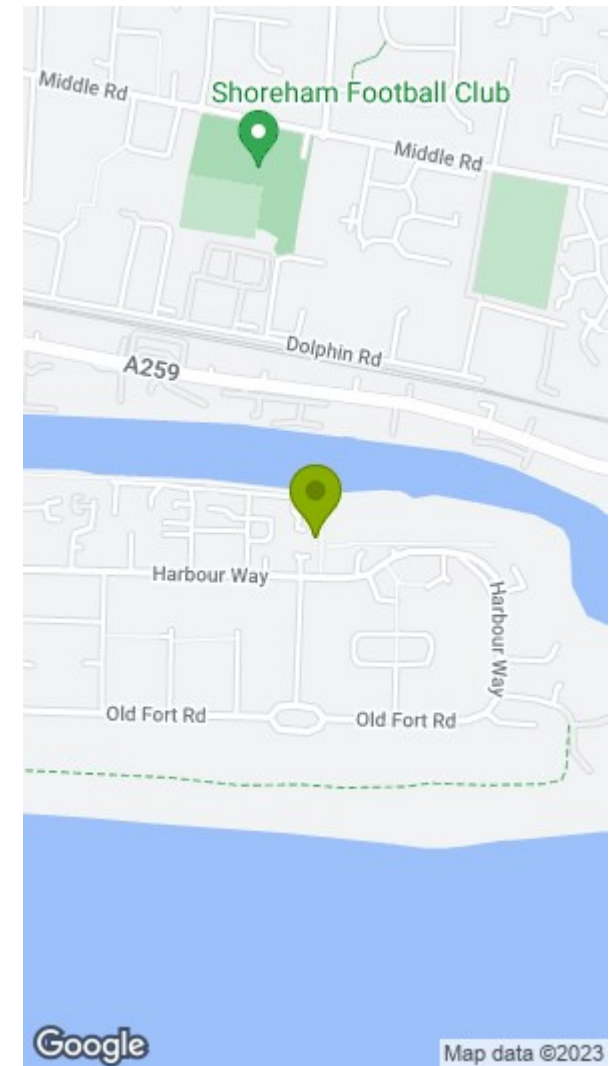 Middle Rd
Shoreham Football Club
Middle Rd
Dolphin Rd
A259
Harbour Way
Harbour Way
Old Fort Rd
Old Fort Rd
Google
Map data ©2023